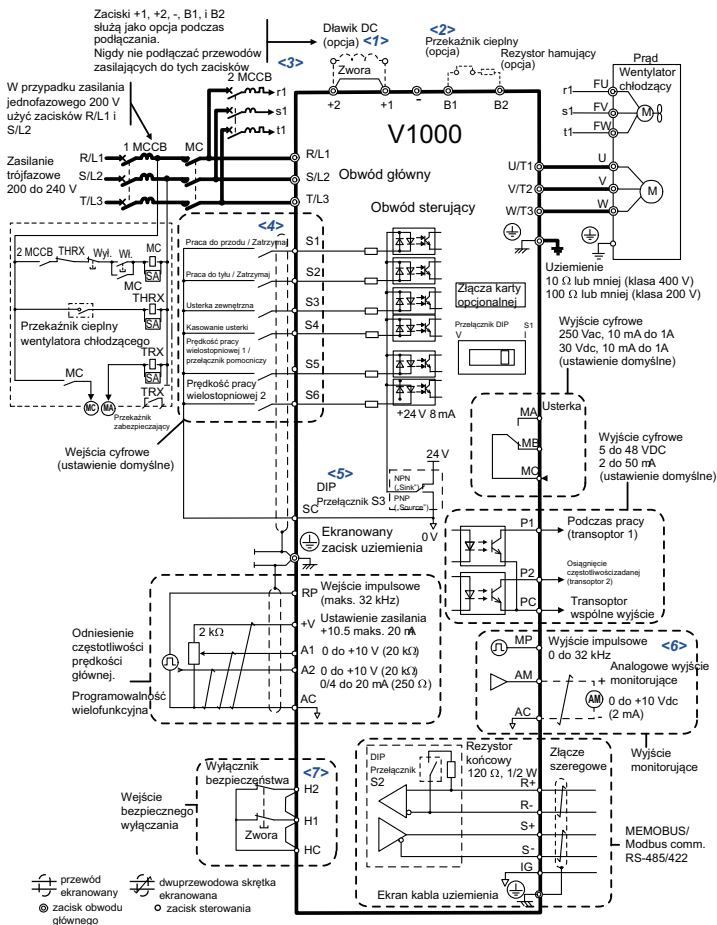 Zaciski +1, +2, -, B1, i B2
służą jako opcja podczas
podłączania.
Nigdy nie podłączać przewodów
zasilających do tych zacisków
<3>
Dławik DC
(opcja) <1>
Zwora
<2>
Przekaźnik cieplny
(opcja)
Rezystor hamujący
(opcja)
Prąd
Wentylator
chłodzący
W przypadku zasilania
jednofazowego 200 V
użyć zacisków R/L1 i
S/L2
2 MCCB
r1
s1
t1
+2
+1
-
B1
B2
r1
FU
s1
FV
t1
FW
M
V1000
Zasilanie
trójfazowe
200 do 240 V
1 MCCB
MC
R/L1
S/L2
T/L3
R/L1
S/L2
T/L3
Obwód główny
Obwód sterujący
U/T1
V/T2
W/T3
U
V
W
M
Uziemienie
10 Ω lub mniej (klasa 400 V)
100 Ω lub mniej (klasa 200 V)
2 MCCB
THRX
Wył.
Wł.
MC
SA
MC
THRX
SA
Przekaźnik cieplny
wentylatora chłodzącego
TRX
SA
MC
TRX
MC
MA
Przekaźnik
zabezpieczający
<4>
Praca do przodu / Zatrzymaj
S1
Praca do tyłu / Zatrzymaj
S2
Usterka zewnętrzna
S3
Kasowanie usterki
S4
Prędkość pracy
wielostopniowej 1 /
przełącznik pomocniczy
S5
Prędkość pracy
wielostopniowej 2
S6
Wejścia cyfrowe
(ustawienie domyślne)
Złącza karty
opcjonalnej
Przełącznik DIP
S1
V
I
+24 V 8 mA
Wyjście cyfrowe
250 Vac, 10 mA do 1A
30 Vdc, 10 mA do 1A
(ustawienie domyślne)
Usterka
MA
MB
MC
<5>
DIP
Przełącznik S3
24 V
NPN
(„Sink”)
PNP
(„Source”)
0 V
SC
Ekranowany
zacisk uziemienia
Wyjście cyfrowe
5 do 48 VDC
2 do 50 mA
(ustawienie domyślne)
P1
Podczas pracy
(transoptor 1)
P2
Osiągnięcie
częstotliwościzadanej
(transoptor 2)
PC
Transoptor
wspólne wyjście
Odniesienie
częstotliwości
prędkości
głównej.
Programowalność
wielofunkcyjna
RP
Wejście impulsowe
(maks. 32 kHz)
+V
Ustawienie zasilania
+10.5 maks. 20 mA
2 kΩ
A1
0 do +10 V (20 kΩ)
A2
0 do +10 V (20 kΩ)
0/4 do 20 mA (250 Ω)
AC
MP
Wyjście impulsowe
0 do 32 kHz
<6>
Analogowe wyjście
monitorujące
AM
+
AM
0 do +10 Vdc
(2 mA)
AC
-
Wyjście
monitorujące
Wejście
bezpiecznego
wyłączania
Wyłącznik
bezpieczeństwa
<7>
H2
H1
Zwora
HC
DIP
Przełącznik
S2
Rezystor
końcowy
120 Ω, 1/2 W
Złącze
szeregowe
R+
R-
S+
S-
IG
Ekran kabla uziemienia
MEMOBUS/
Modbus comm.
RS-485/422
przewód
ekranowany
dwuprzewodowa skrętka
ekranowana
zacisk obwodu
głównego
zacisk sterowania